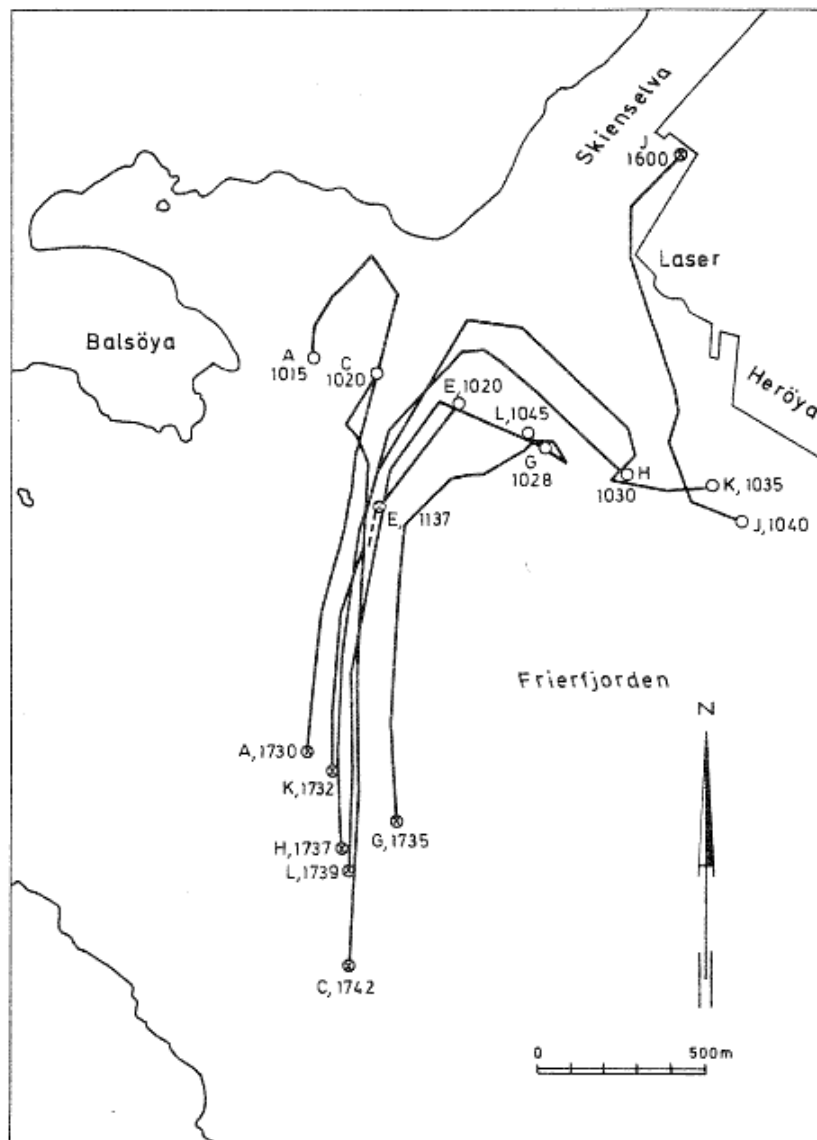 Skienselva
J
1600
Laser
Balsöya
A
1015
C
1020
E,1020
L,1045
Heröya
G
1028
H
1030
K,1035
E, 1137
J,1040
Frierfjorden
N
A,1730
K,1732
G,1735
H,1737
L,1739
C,1742
0 500m